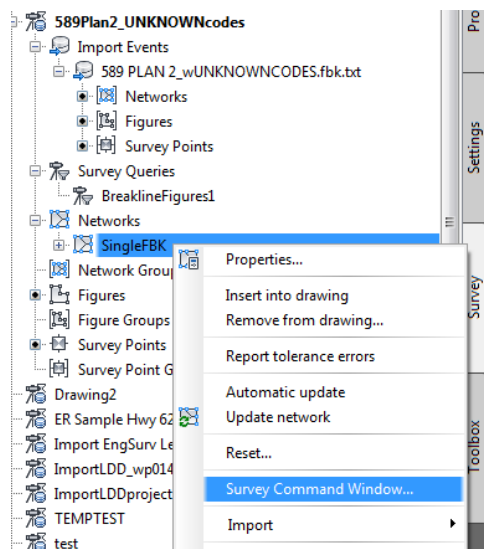 589Plan2_UNKNOWNcodes
Import Events
589 PLAN 2_wUNKNOWNCODES.fbk.txt
Networks
Figures
Survey Points
Survey Queries
BreaklineFigures1
Networks
SingleFBK
Network Grou
Figures
Figure Groups
Survey Points
Survey Point G
Drawing2
ER Sample Hwy 62
Import EngSurv Le
ImportLDD_wp014
ImportLDDproject
TEMPTEST
test
Properties...
Insert into drawing
Remove from drawing...
Report tolerance errors
Automatic update
Update network
Reset...
Survey Command Window...
Import
Pro
Settings
Survey
Toolbox